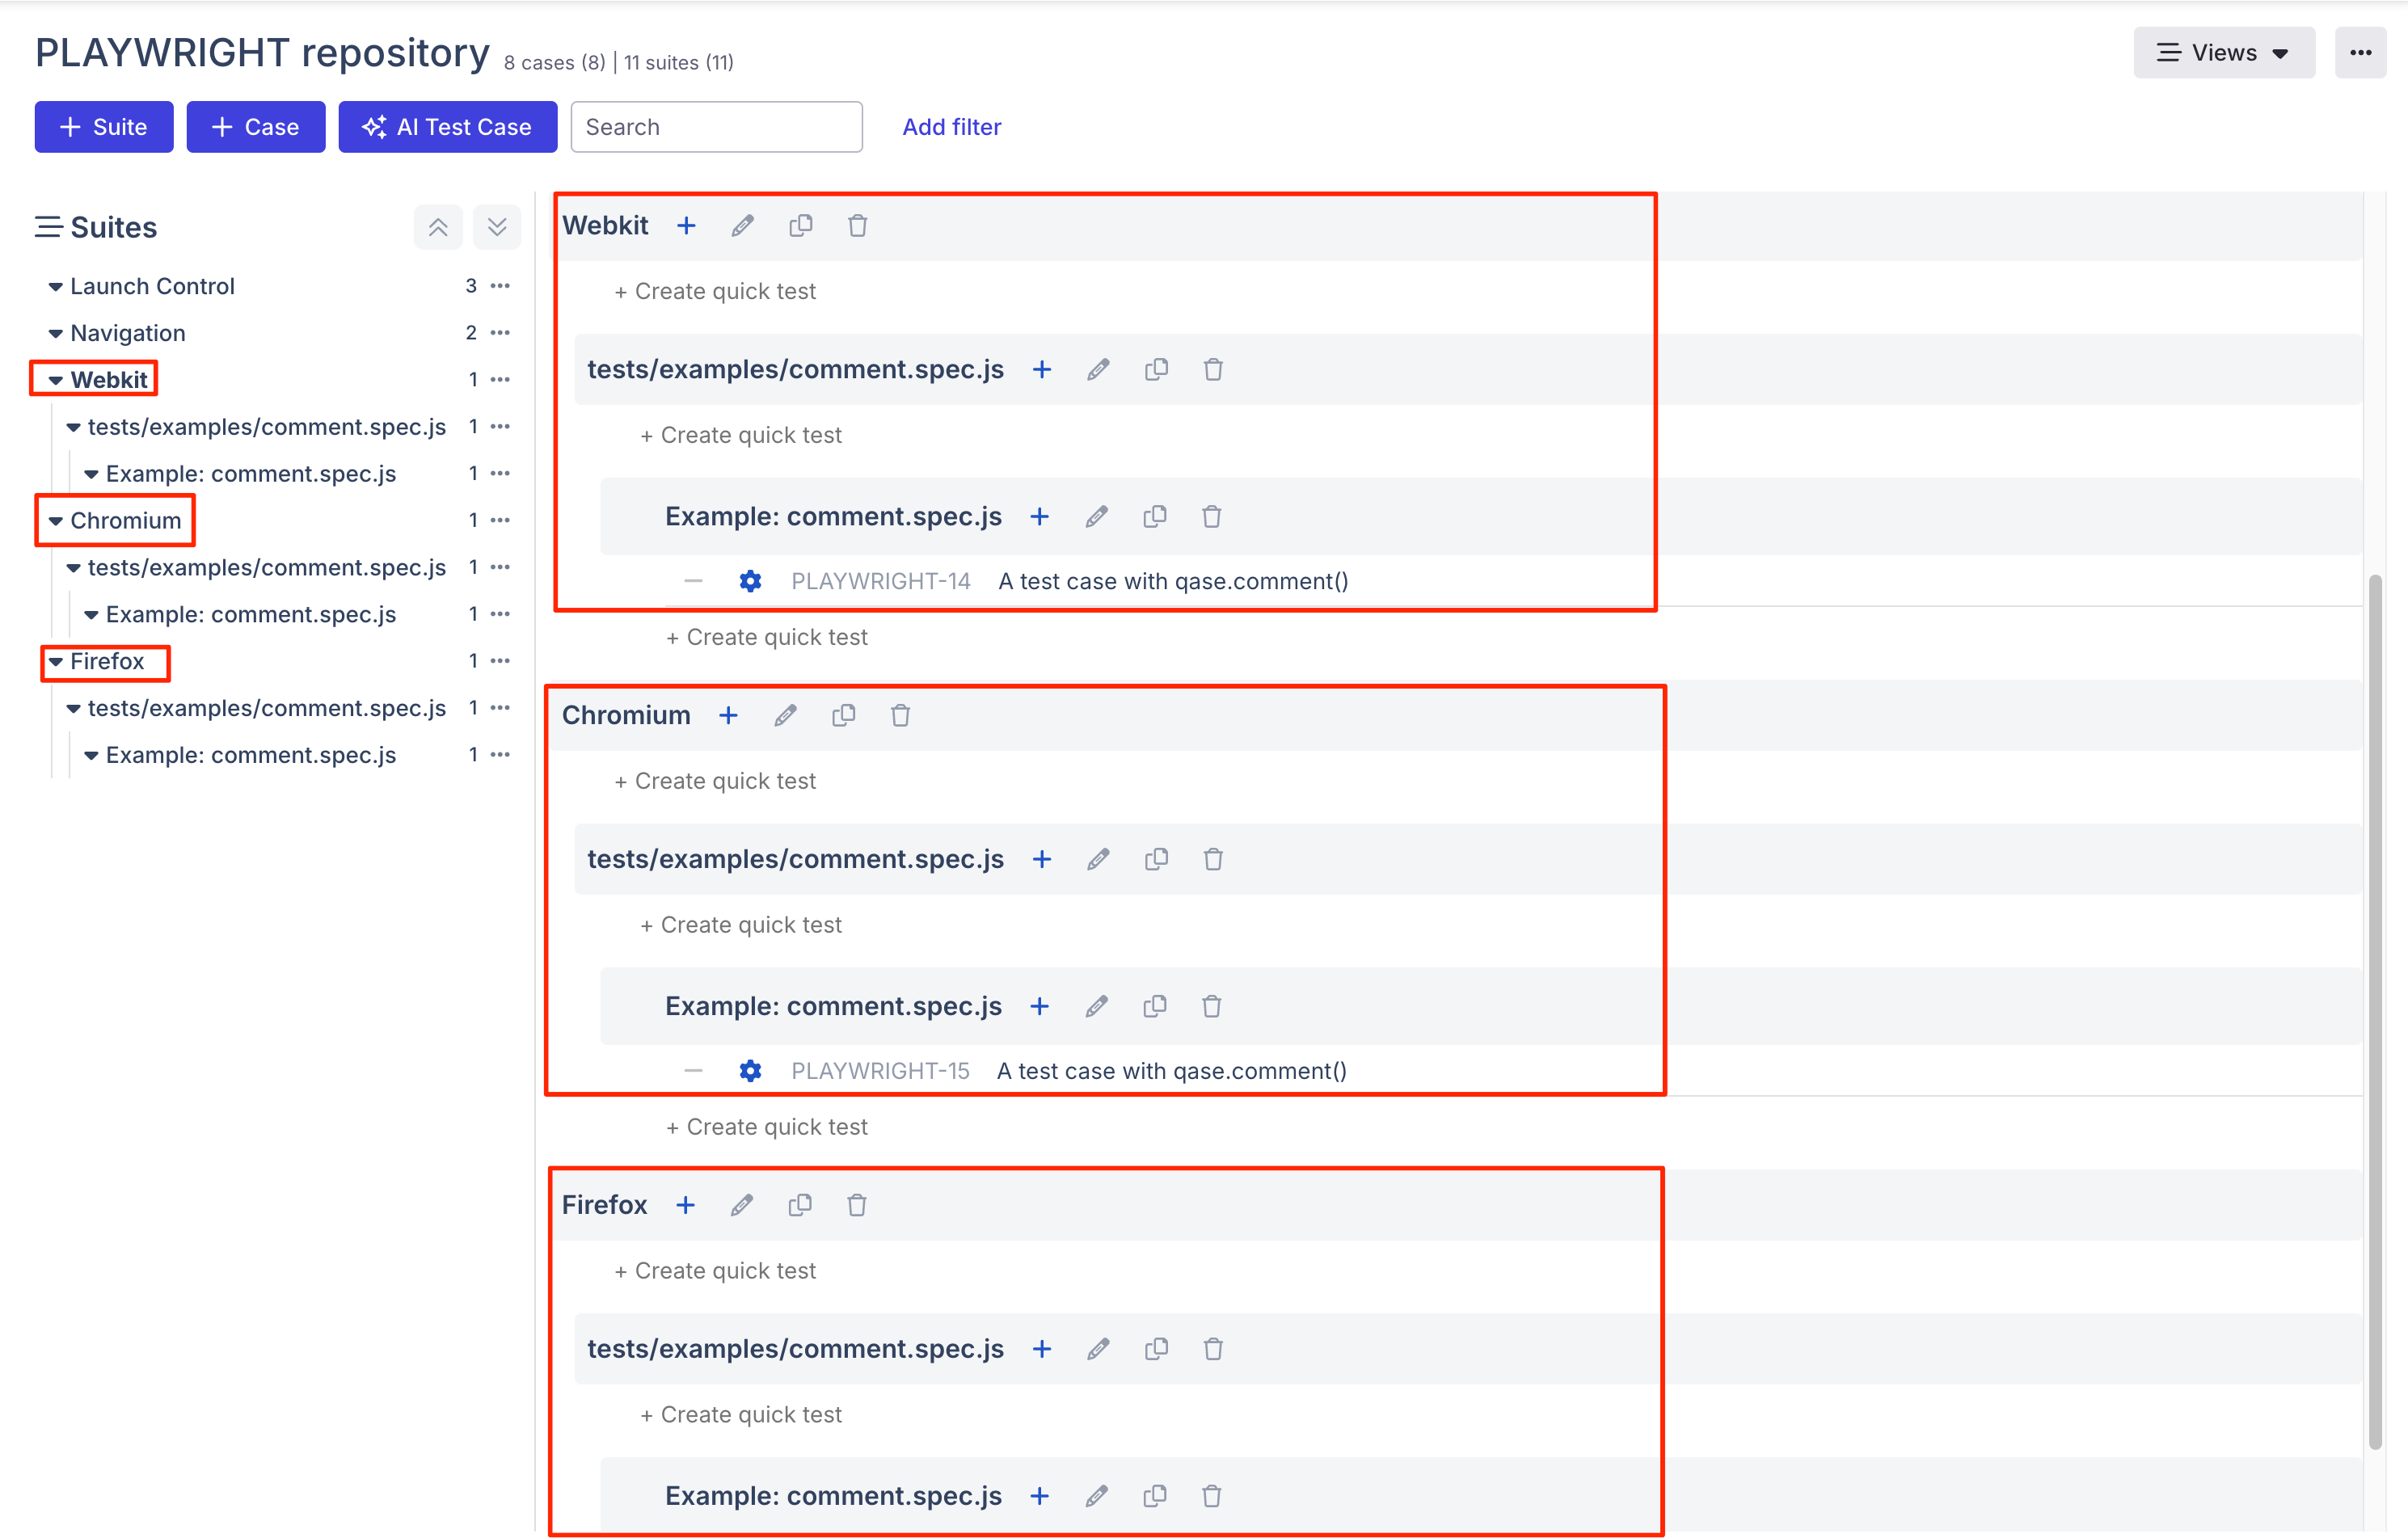 PLAYWRIGHT repository 8 cases (8) | 11 suites (11)
Views
+ Suite
+ Case
AI Test Case
Search
Add filter
Suites
Launch Control 3
Navigation 2
Webkit 1
tests/examples/comment.spec.js 1
Example: comment.spec.js 1
Chromium 1
tests/examples/comment.spec.js 1
Example: comment.spec.js 1
Firefox 1
tests/examples/comment.spec.js 1
Example: comment.spec.js 1
Webkit
+ Create quick test
tests/examples/comment.spec.js
+ Create quick test
Example: comment.spec.js
PLAYWRIGHT-14 A test case with qase.comment()
+ Create quick test
Chromium
+ Create quick test
tests/examples/comment.spec.js
+ Create quick test
Example: comment.spec.js
PLAYWRIGHT-15 A test case with qase.comment()
+ Create quick test
Firefox
+ Create quick test
tests/examples/comment.spec.js
+ Create quick test
Example: comment.spec.js